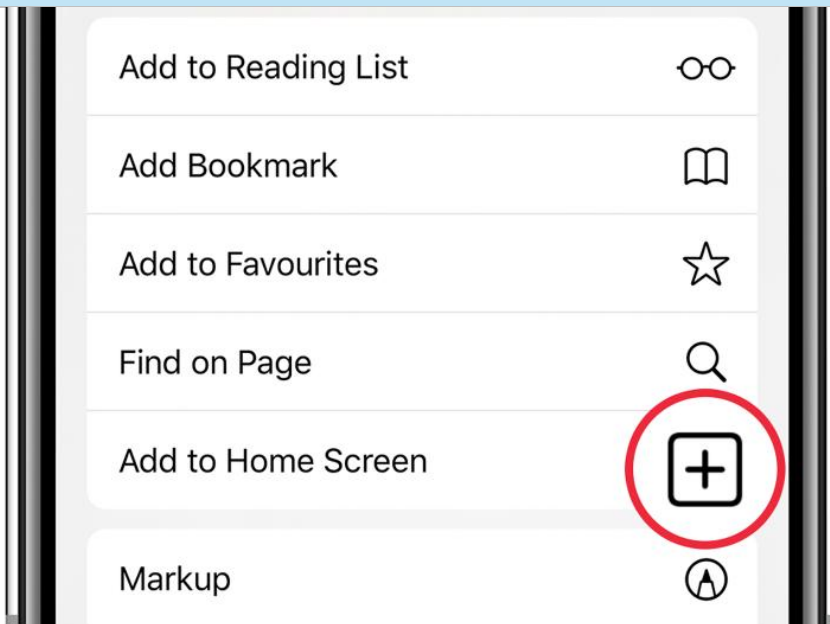 Add to Reading List
Add Bookmark
Add to Favourites
Find on Page
Add to Home Screen
Markup